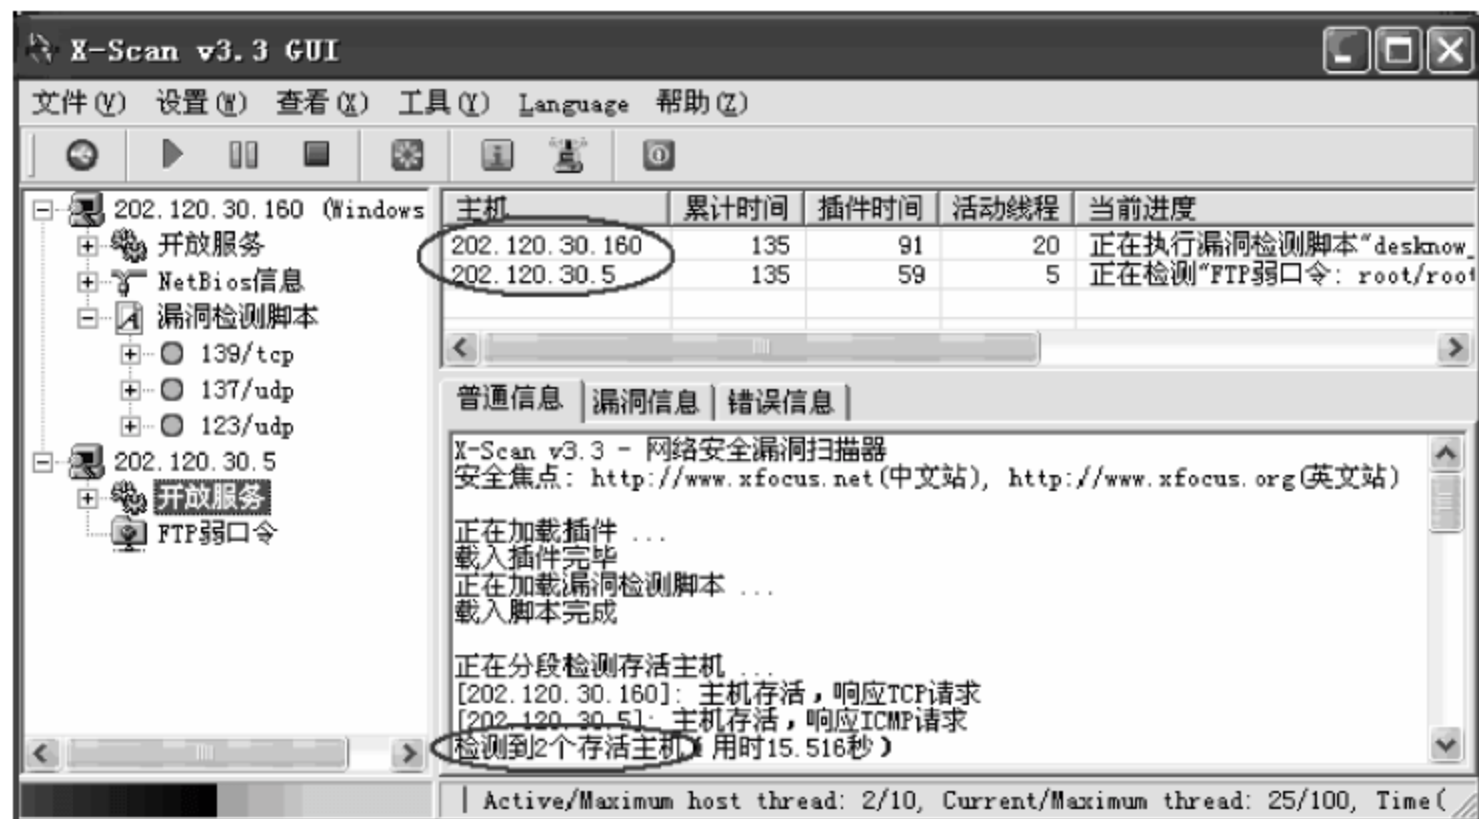 X-Scan v3.3 GUI
文件(V) 设置(W) 查看(X) 工具(Y) Language 帮助(Z)
202.120.30.160 (Windows
开放服务
NetBios信息
漏洞检测脚本
139/tcp
137/udp
123/udp
202.120.30.5
开放服务
FTP弱口令
主机 累计时间 插件时间 活动线程 当前进度
202.120.30.160 135 91 20 正在执行漏洞检测脚本"desknow_
202.120.30.5 135 59 5 正在检测"FTP弱口令: root/root
普通信息 漏洞信息 错误信息
X-Scan v3.3 - 网络安全漏洞扫描器
安全焦点: http://www.xfocus.net(中文站), http://www.xfocus.org(英文站)
正在加载插件 ...
载入插件完毕
正在加载漏洞检测脚本 ...
载入脚本完成
正在分段检测存活主机 ...
[202.120.30.160]: 主机存活，响应TCP请求
[202.120.30.5]: 主机存活，响应ICMP请求
检测到2个存活主机（用时15.516秒）
| Active/Maximum host thread: 2/10, Current/Maximum thread: 25/100, Time(